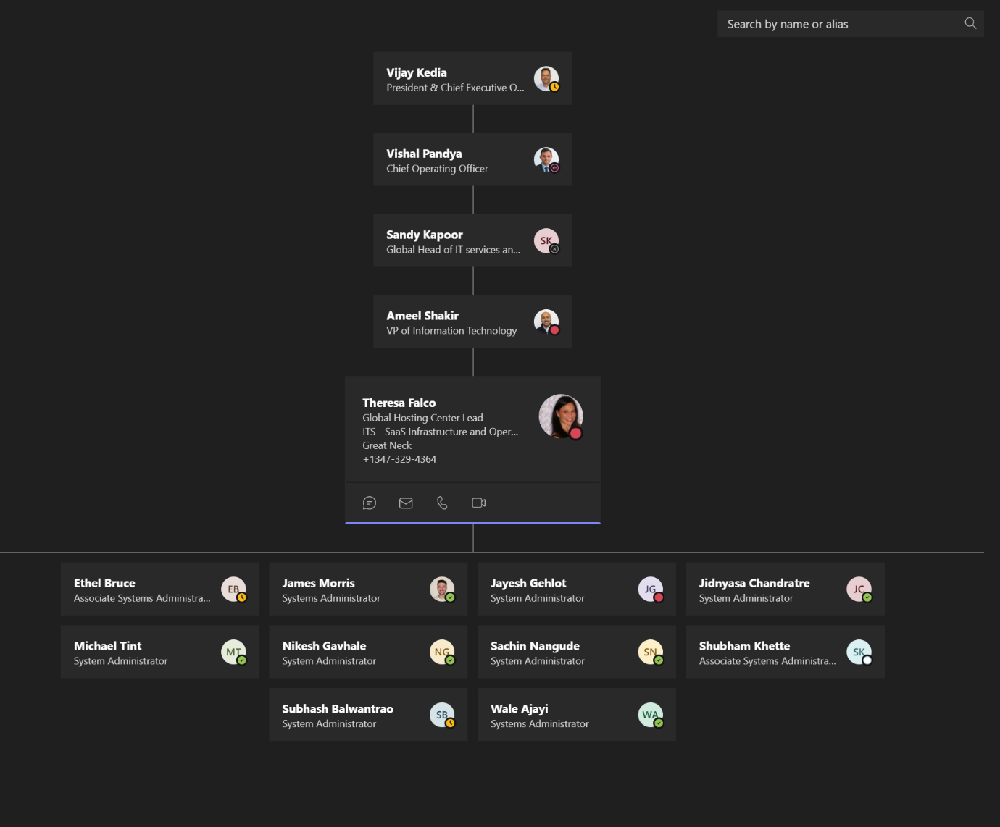 Search by name or alias
Vijay Kedia
President & Chief Executive O...
Vishal Pandya
Chief Operating Officer
Sandy Kapoor
Global Head of IT services an...
SK
Ameel Shakir
VP of Information Technology
Theresa Falco
Global Hosting Center Lead
ITS - SaaS Infrastructure and Oper...
Great Neck
+1347-329-4364
Ethel Bruce
Associate Systems Administra...
EB
James Morris
Systems Administrator
Jayesh Gehlot
System Administrator
JG
Jidnyasa Chandratre
System Administrator
JC
Michael Tint
System Administrator
MT
Nikesh Gavhale
System Administrator
NG
Sachin Nangude
System Administrator
SN
Shubham Khette
Associate Systems Administra...
SK
Subhash Balwantrao
System Administrator
SB
Wale Ajayi
Systems Administrator
WA